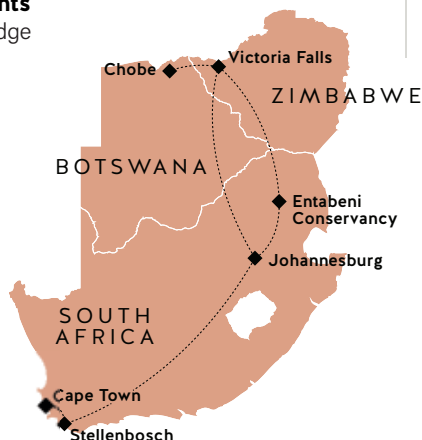 nts
dge
Chobe
Victoria Falls
ZIMBABWE
BOTSWANA
Entabeni
Conservancy
Johannesburg
SOUTH
AFRICA
Cape Town
Stellenbosch